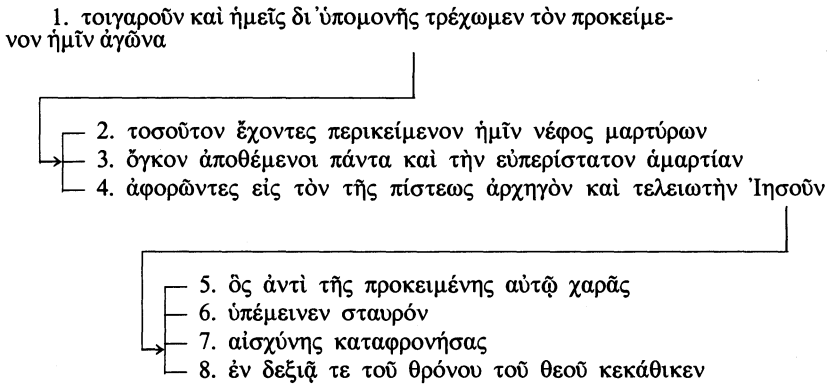 1. τοιγαροῦν καὶ ἡμεῖς δι ̓ὑπομονῆς τρέχωμεν τὸν προκείμε-
νον ἡμῖν ἀγῶνα
2. τοσοῦτον ἔχοντες περικείμενον ἡμῖν νέφος μαρτύρων
3. ὄγκον ἀποθέμενοι πάντα καὶ τὴν εὐπερίστατον ἁμαρτίαν
4. ἀφορῶντες εἰς τὸν τῆς πίστεως ἀρχηγὸν καὶ τελειωτὴν Ἰησοῦν
5. ὃς ἀντὶ τῆς προκειμένης αὐτῷ χαρᾶς
6. ὑπέμεινεν σταυρόν
7. αἰσχύνης καταφρονήσας
8. ἐν δεξιᾷ τε τοῦ θρόνου τοῦ θεοῦ κεκάθικεν